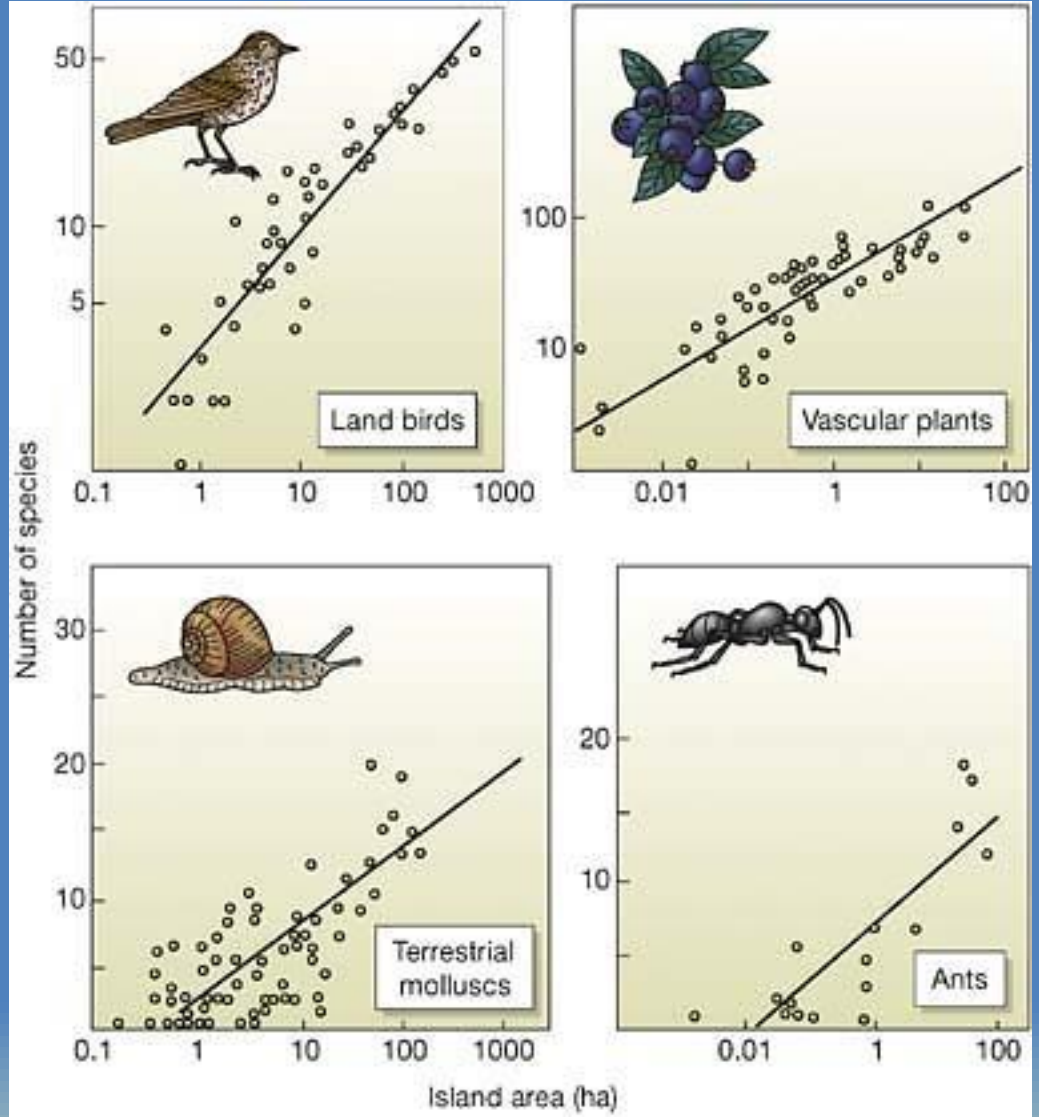 50
10
5
Land birds
0.1 1 10 100 1000
100
10
Vascular plants
0.01 1 100
Number of species
30
20
10
Terrestrial
molluscs
0.1 1 10 100 1000
20
10
Ants
0.01 1 100
Island area (ha)